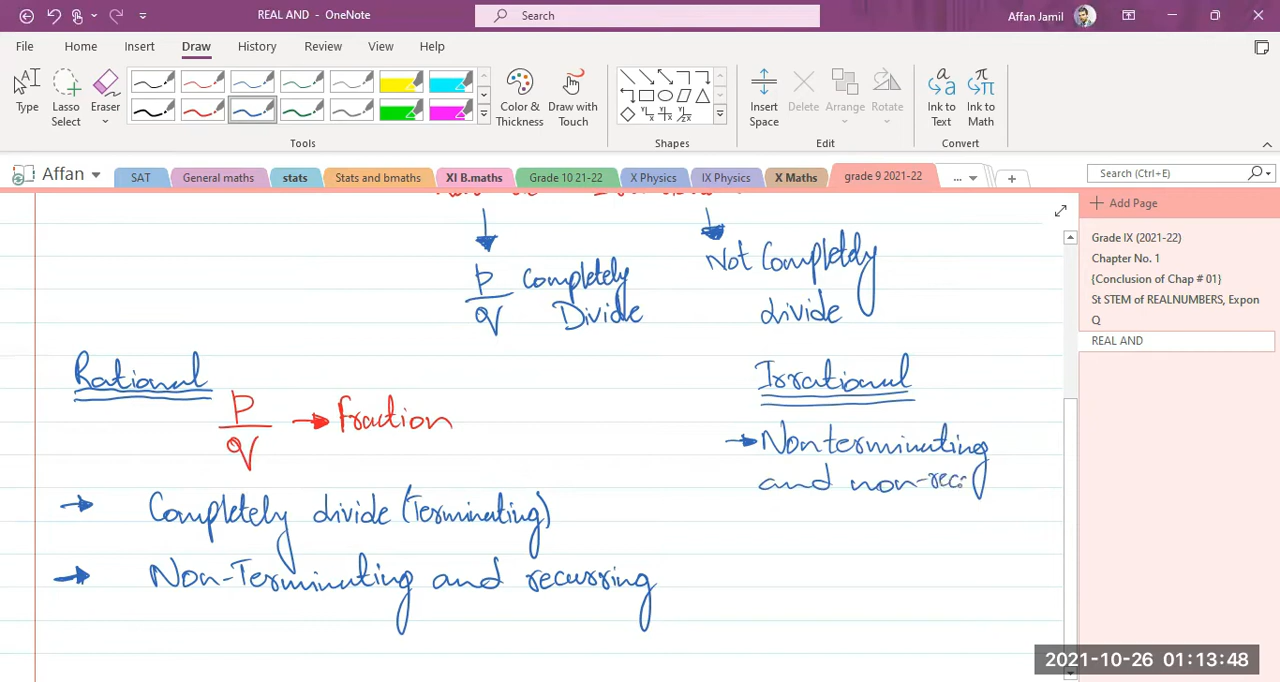 REAL AND - OneNote
Search
Affan Jamil
File Home Insert Draw History Review View Help
Type
Lasso Select
Eraser
Color & Thickness
Draw with Touch
Insert Space
Delete
Arrange
Rotate
Ink to Text
Ink to Math
Tools
Shapes
Edit
Convert
Affan
SAT General maths stats Stats and bmaths XI B.maths Grade 10 21-22 X Physics IX Physics X Maths grade 9 2021-22 ...
Search (Ctrl+E)
Add Page
Grade IX (2021-22)
Chapter No. 1
{Conclusion of Chap # 01}
St STEM of REALNUMBERS, Expon
Q
REAL AND
P/q Completely
Divide
Not Completely
divide
Rational
P/q → Fraction
→ Completely divide (Terminating)
→ Non-Terminating and recurring
Irrational
→ Nonterminating
and non-rec
2021-10-26 01:13:48